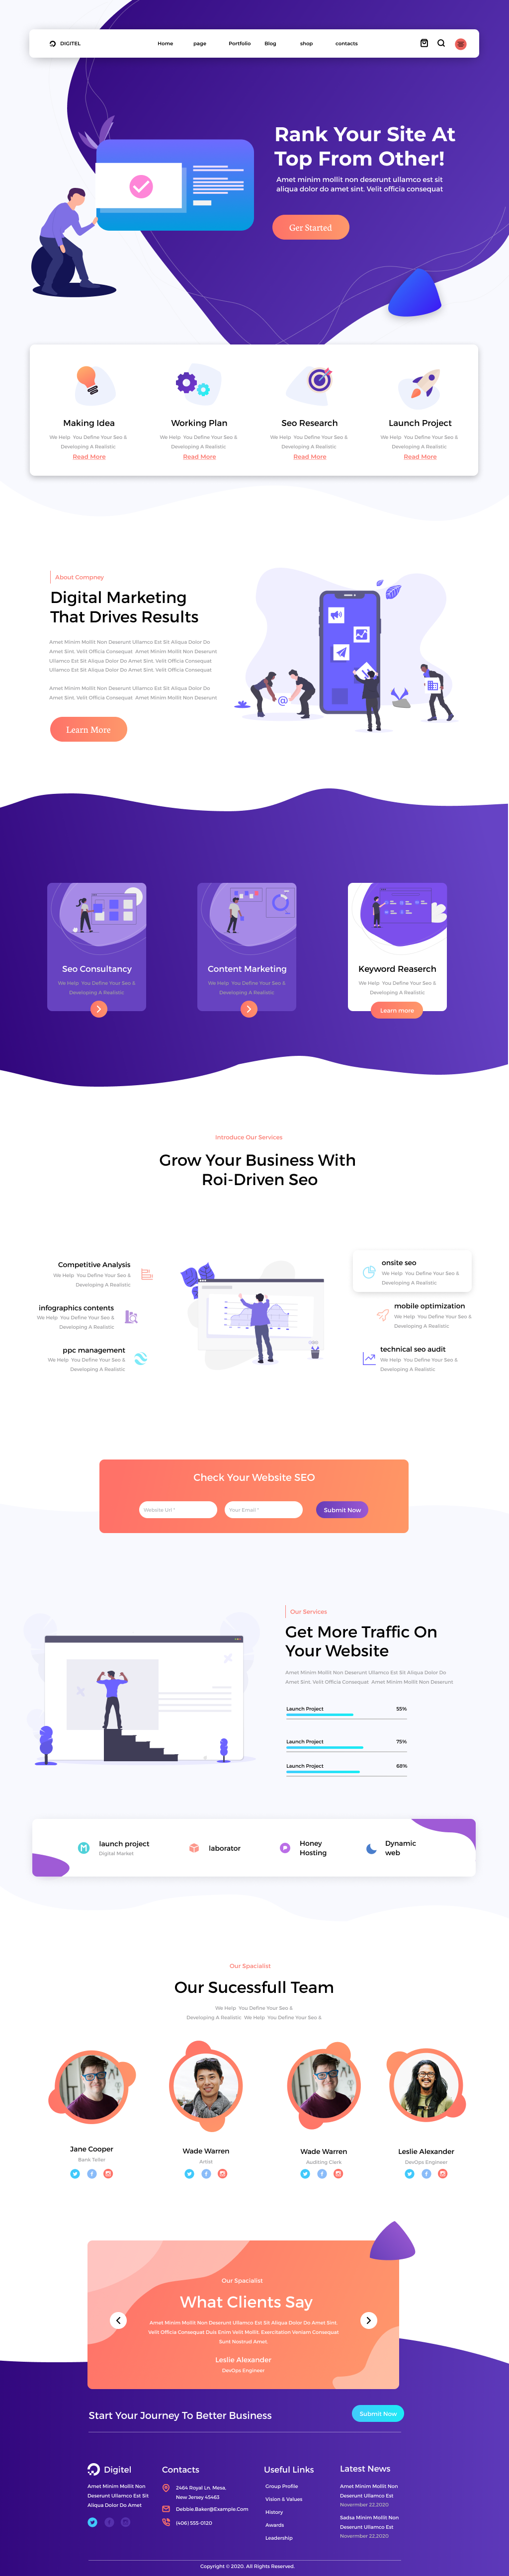 DIGITEL
Home page Portfolio Blog shop contacts
Rank Your Site At
Top From Other!
Amet minim mollit non deserunt ullamco est sit
aliqua dolor do amet sint. Velit officia consequat
Get Started
Making Idea
We Help You Define Your Seo &
Developing A Realistic
Read More
Working Plan
We Help You Define Your Seo &
Developing A Realistic
Read More
Seo Research
We Help You Define Your Seo &
Developing A Realistic
Read More
Launch Project
We Help You Define Your Seo &
Developing A Realistic
Read More
About Compney
Digital Marketing
That Drives Results
Amet Minim Mollit Non Deserunt Ullamco Est Sit Aliqua Dolor Do
Amet Sint. Velit Officia Consequat Amet Minim Mollit Non Deserunt
Ullamco Est Sit Aliqua Dolor Do Amet Sint. Velit Officia Consequat
Ullamco Est Sit Aliqua Dolor Do Amet Sint. Velit Officia Consequat
Amet Minim Mollit Non Deserunt Ullamco Est Sit Aliqua Dolor Do
Amet Sint. Velit Officia Consequat Amet Minim Mollit Non Deserunt
Learn More
@
Seo Consultancy
We Help You Define Your Seo &
Developing A Realistic
Content Marketing
We Help You Define Your Seo &
Developing A Realistic
Keyword Reaserch
We Help You Define Your Seo &
Developing A Realistic
Learn more
Introduce Our Services
Grow Your Business With
Roi-Driven Seo
Competitive Analysis
We Help You Define Your Seo &
Developing A Realistic
infographics contents
We Help You Define Your Seo &
Developing A Realistic
ppc management
We Help You Define Your Seo &
Developing A Realistic
onsite seo
We Help You Define Your Seo &
Developing A Realistic
mobile optimization
We Help You Define Your Seo &
Developing A Realistic
technical seo audit
We Help You Define Your Seo &
Developing A Realistic
Check Your Website SEO
Website Url *
Your Email *
Submit Now
Our Services
Get More Traffic On
Your Website
Amet Minim Mollit Non Deserunt Ullamco Est Sit Aliqua Dolor Do
Amet Sint. Velit Officia Consequat Amet Minim Mollit Non Deserunt
Launch Project 55%
Launch Project 75%
Launch Project 68%
launch project
Digital Market
laborator
Honey
Hosting
Dynamic
web
Our Spacialist
Our Sucessfull Team
We Help You Define Your Seo &
Developing A Realistic We Help You Define Your Seo &
Jane Cooper
Bank Teller
Wade Warren
Artist
Wade Warren
Auditing Clerk
Leslie Alexander
DevOps Engineer
Our Spacialist
What Clients Say
Amet Minim Mollit Non Deserunt Ullamco Est Sit Aliqua Dolor Do Amet Sint.
Velit Officia Consequat Duis Enim Velit Mollit. Exercitation Veniam Consequat
Sunt Nostrud Amet.
Leslie Alexander
DevOps Engineer
Start Your Journey To Better Business
Submit Now
Digitel
Amet Minim Mollit Non
Deserunt Ullamco Est Sit
Aliqua Dolor Do Amet
Contacts
2464 Royal Ln. Mesa,
New Jersey 45463
Debbie.Baker@Example.Com
(406) 555-0120
Useful Links
Group Profile
Vision & Values
History
Awards
Leadership
Latest News
Amet Minim Mollit Non
Deserunt Ullamco Est
Novermber 22,2020
Sadsa Minim Mollit Non
Deserunt Ullamco Est
Novermber 22,2020
Copyright © 2020. All Rights Reserved.